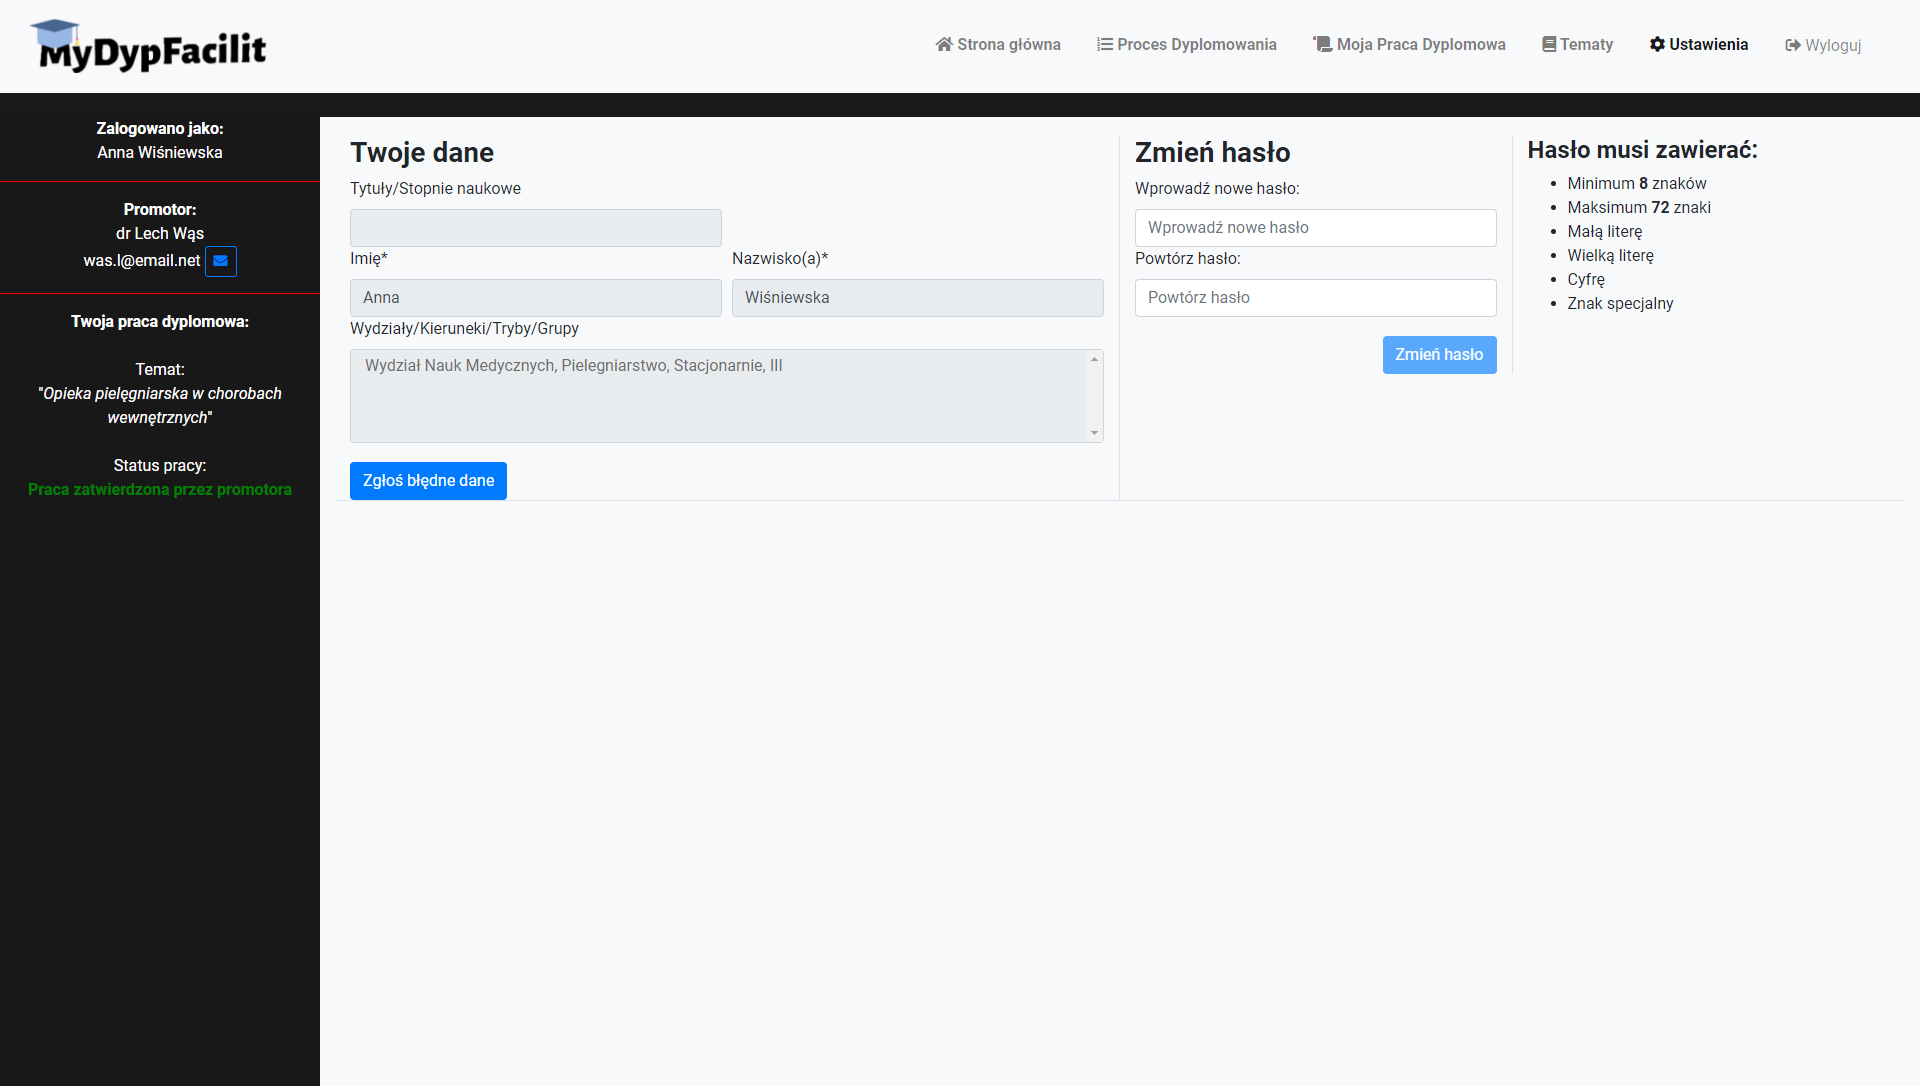 MyDypFacilit
Strona główna
Proces Dyplomowania
Moja Praca Dyplomowa
Tematy
Ustawienia
Wyloguj
Zalogowano jako:
Anna Wiśniewska
Promotor:
dr Lech Wąs
was.l@email.net
Twoja praca dyplomowa:
Temat:
"Opieka pielęgniarska w chorobach
wewnętrznych"
Status pracy:
Praca zatwierdzona przez promotora
Twoje dane
Tytuły/Stopnie naukowe
Imię*
Nazwisko(a)*
Anna
Wiśniewska
Wydziały/Kieruneki/Tryby/Grupy
Wydział Nauk Medycznych, Pielegniarstwo, Stacjonarnie, III
Zgłoś błędne dane
Zmień hasło
Wprowadź nowe hasło:
Wprowadź nowe hasło
Powtórz hasło:
Powtórz hasło
Zmień hasło
Hasło musi zawierać:
Minimum 8 znaków
Maksimum 72 znaki
Małą literę
Wielką literę
Cyfrę
Znak specjalny